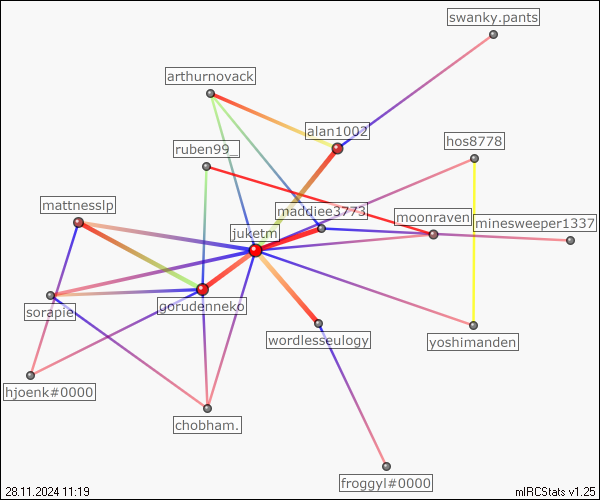 swanky.pants
arthurnovack
alan1002
hos8778
ruben99_
mattnesslp
maddiee3773
moonraven
minesweeper1337
juketm
gorudenneko
sorapie
wordlesseulogy
yoshimanden
hjoenk#0000
chobham.
froggyl#0000
28.11.2024 11:19
mIRCStats v1.25